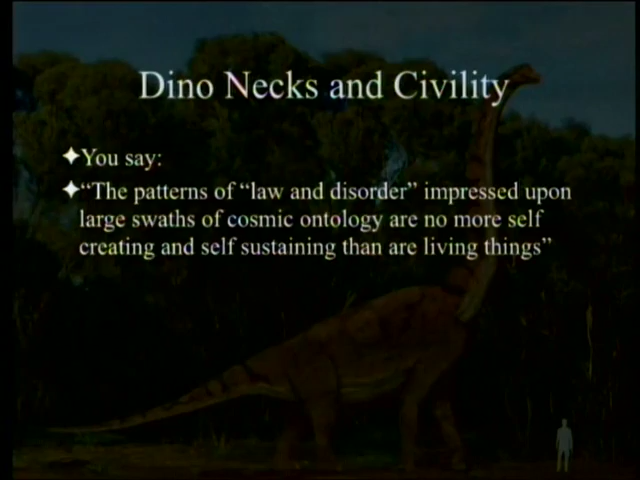 Dino Necks and Civility
✦You say:
✦“The patterns of “law and disorder” impressed upon
large swaths of cosmic ontology are no more self
creating and self sustaining than are living things”